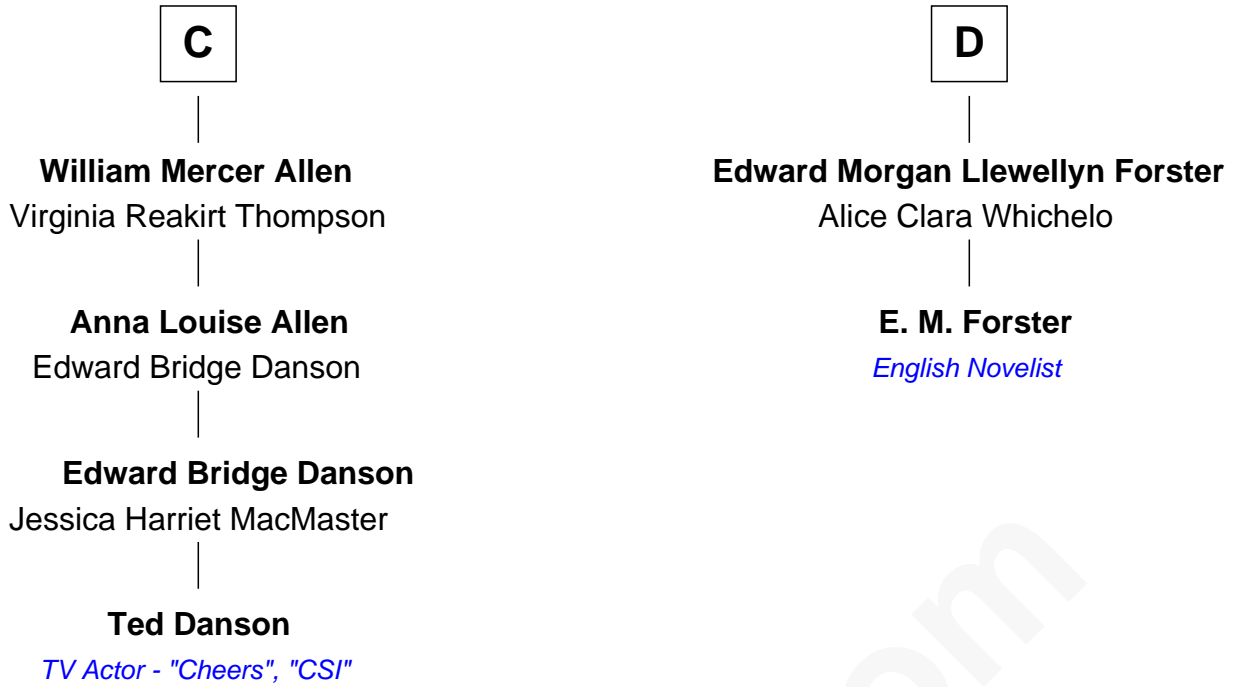 C
William Mercer Allen
Virginia Reakirt Thompson
Anna Louise Allen
Edward Bridge Danson
Edward Bridge Danson
Jessica Harriet MacMaster
Ted Danson
TV Actor - "Cheers", "CSI"
D
Edward Morgan Llewellyn Forster
Alice Clara Whichelo
E. M. Forster
English Novelist
om